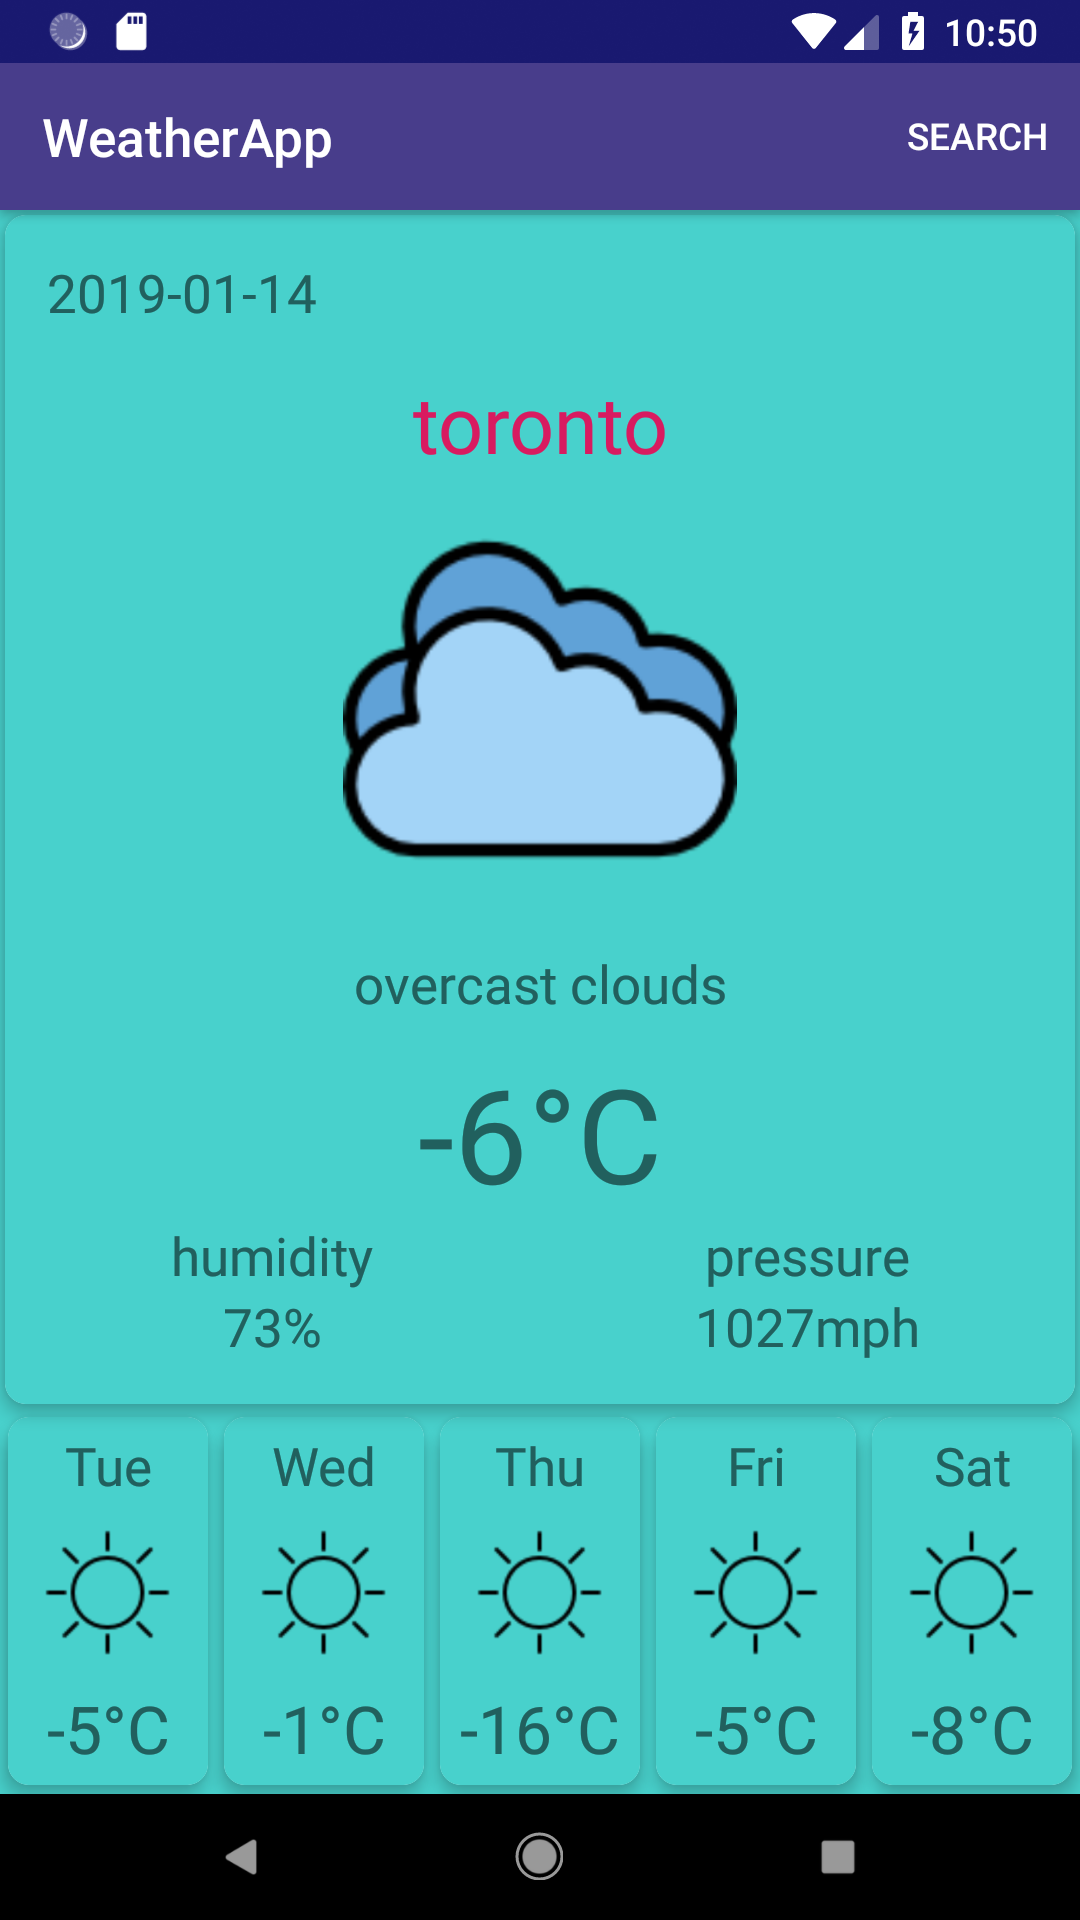 10:50
WeatherApp SEARCH
2019-01-14
toronto
overcast clouds
-6°C
humidity pressure
73% 1027mph
Tue Wed Thu Fri Sat
-5°C -1°C -16°C -5°C -8°C